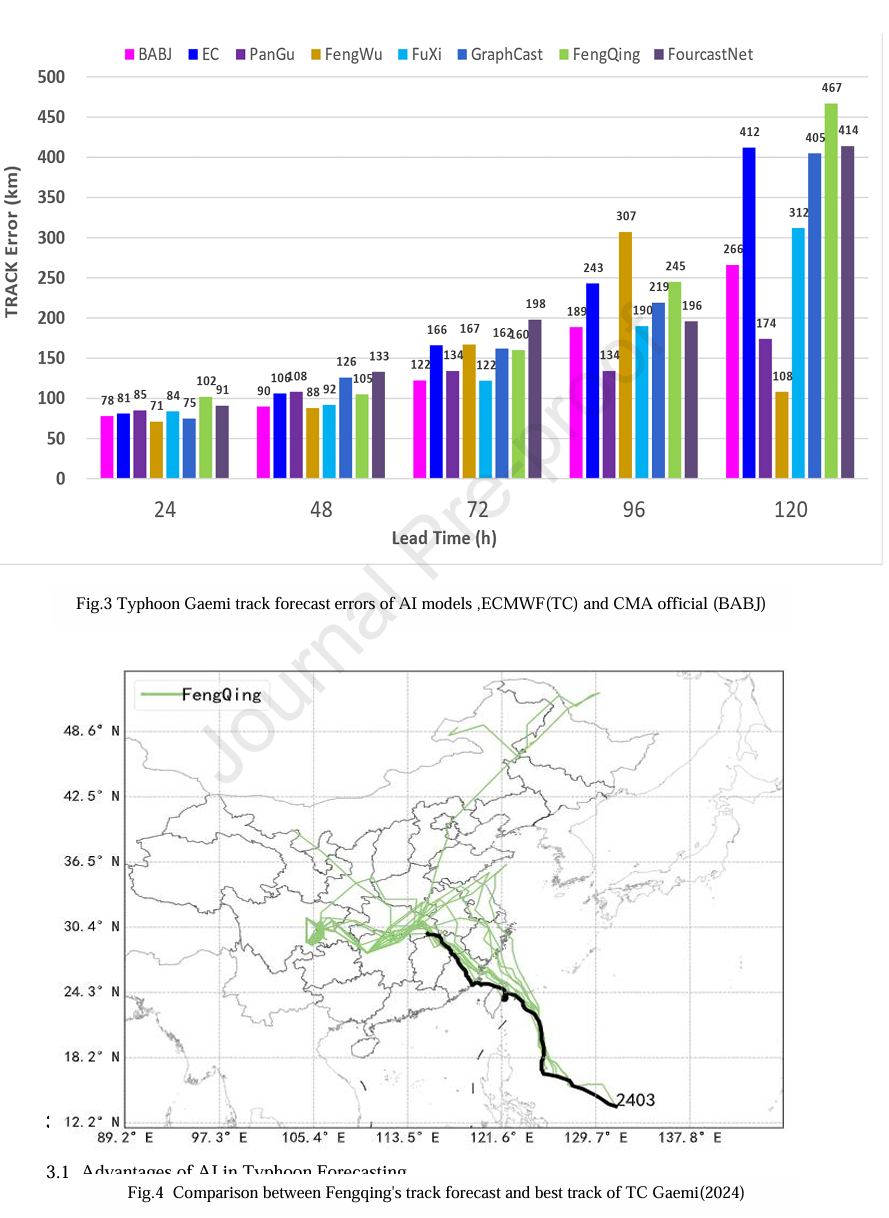 BABJ EC PanGu FengWu FuXi GraphCast FengQing FourcastNet
500
450
400
350
300
250
200
150
100
50
0
TRACK Error (km)
78 81 85 71 84 75 102 91
90 106 108 88 92 126 105 133
122 166 134 167 122 162 160 198
189 243 134 307 190 219 245 196
266 412 174 108 312 405 467 414
24 48 72 96 120
Lead Time (h)
Journal Pre-proof
Fig.3 Typhoon Gaemi track forecast errors of AI models ,ECMWF(TC) and CMA official (BABJ)
FengQing
48.6° N
42.5° N
36.5° N
30.4° N
24.3° N
18.2° N
12.2° N
2403
89.2° E 97.3° E 105.4° E 113.5° E 121.6° E 129.7° E 137.8° E
3.1 Advantages of AI in Typhoon Forecasting
Fig.4 Comparison between Fengqing's track forecast and best track of TC Gaemi(2024)